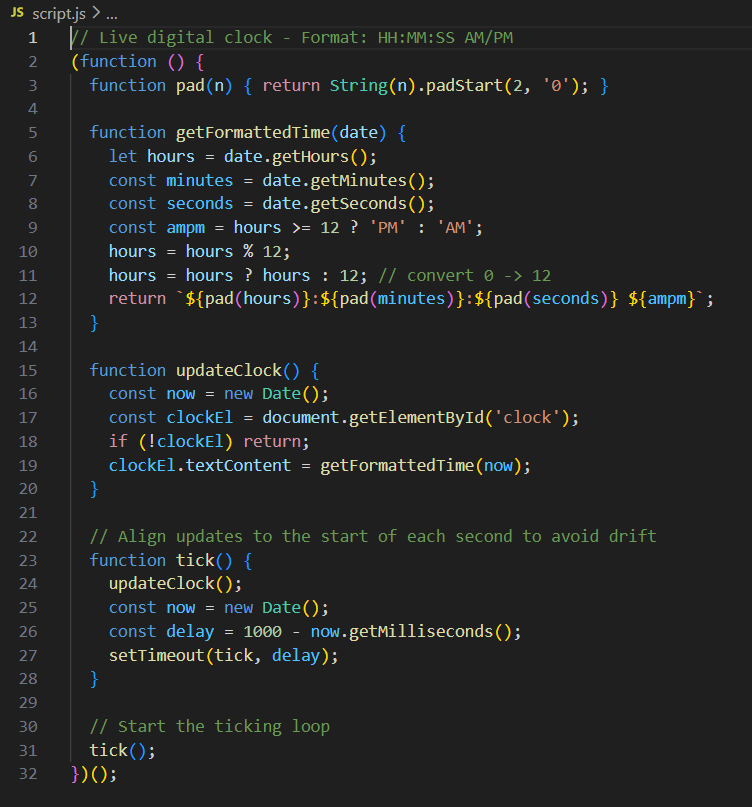 JS script.js > ...
1 // Live digital clock - Format: HH:MM:SS AM/PM
2 (function () {
3   function pad(n) { return String(n).padStart(2, '0'); }
4
5   function getFormattedTime(date) {
6     let hours = date.getHours();
7     const minutes = date.getMinutes();
8     const seconds = date.getSeconds();
9     const ampm = hours >= 12 ? 'PM' : 'AM';
10     hours = hours % 12;
11     hours = hours ? hours : 12; // convert 0 -> 12
12     return `${pad(hours)}:${pad(minutes)}:${pad(seconds)} ${ampm}`;
13   }
14
15   function updateClock() {
16     const now = new Date();
17     const clockEl = document.getElementById('clock');
18     if (!clockEl) return;
19     clockEl.textContent = getFormattedTime(now);
20   }
21
22   // Align updates to the start of each second to avoid drift
23   function tick() {
24     updateClock();
25     const now = new Date();
26     const delay = 1000 - now.getMilliseconds();
27     setTimeout(tick, delay);
28   }
29
30   // Start the ticking loop
31   tick();
32 })();